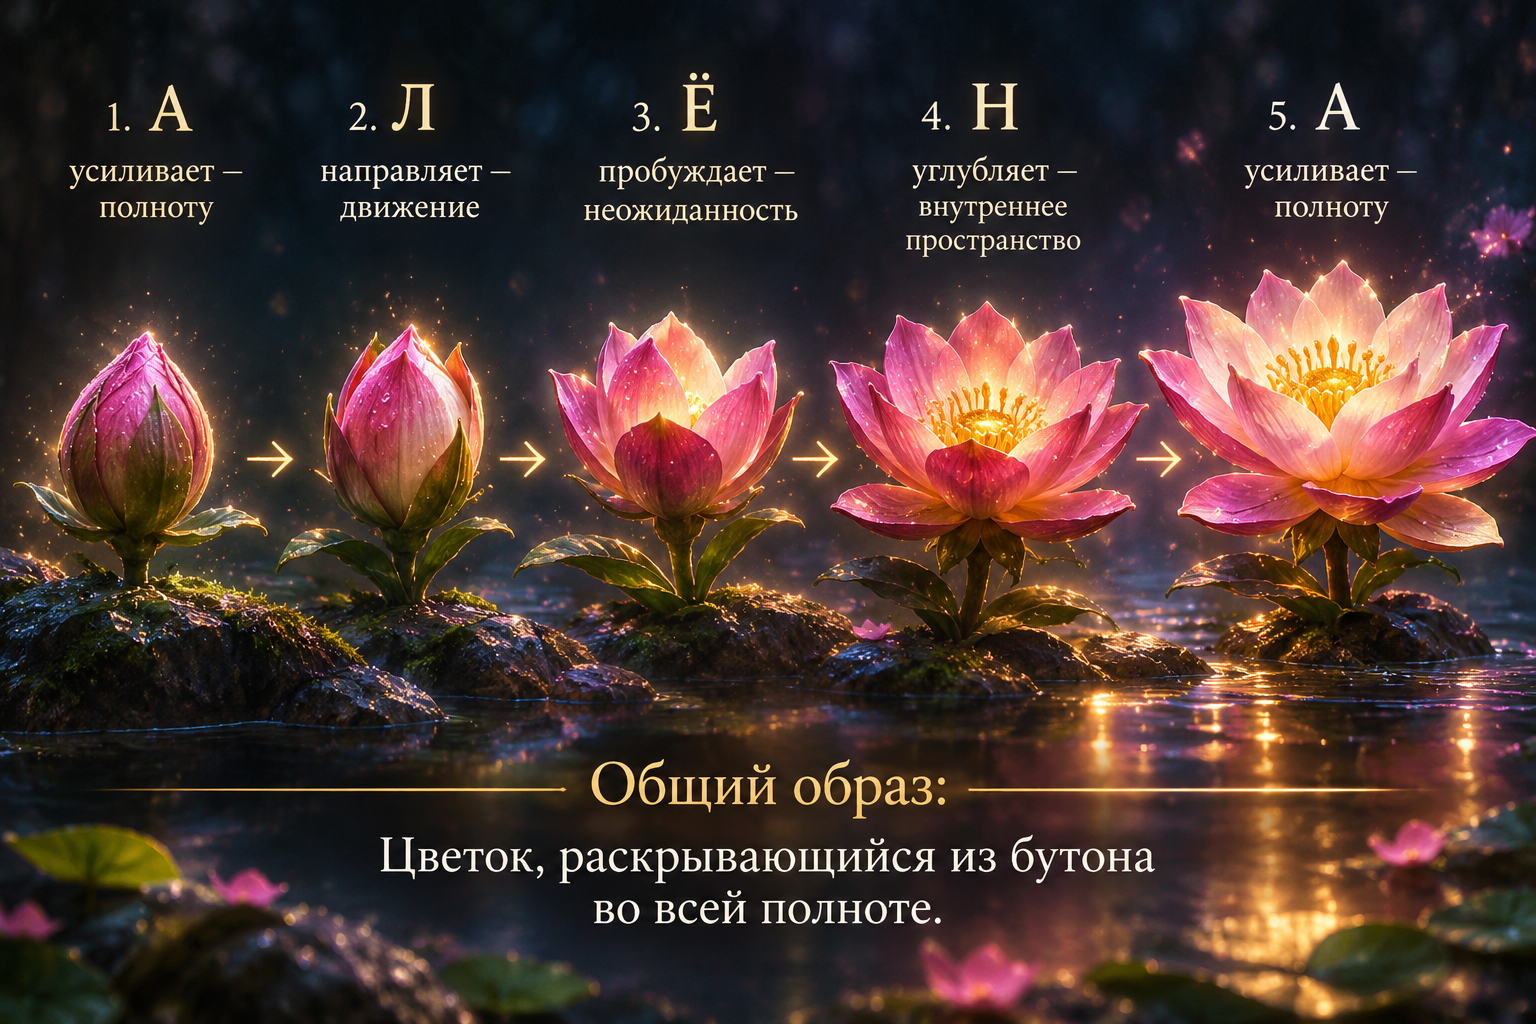 1. А
усиливает –
полноту
2. Л
направляет –
движение
3. Ё
пробуждает –
неожиданность
4. Н
углубляет –
внутреннее
пространство
5. А
усиливает –
полноту
Общий образ:
Цветок, раскрывающийся из бутона
во всей полноте.